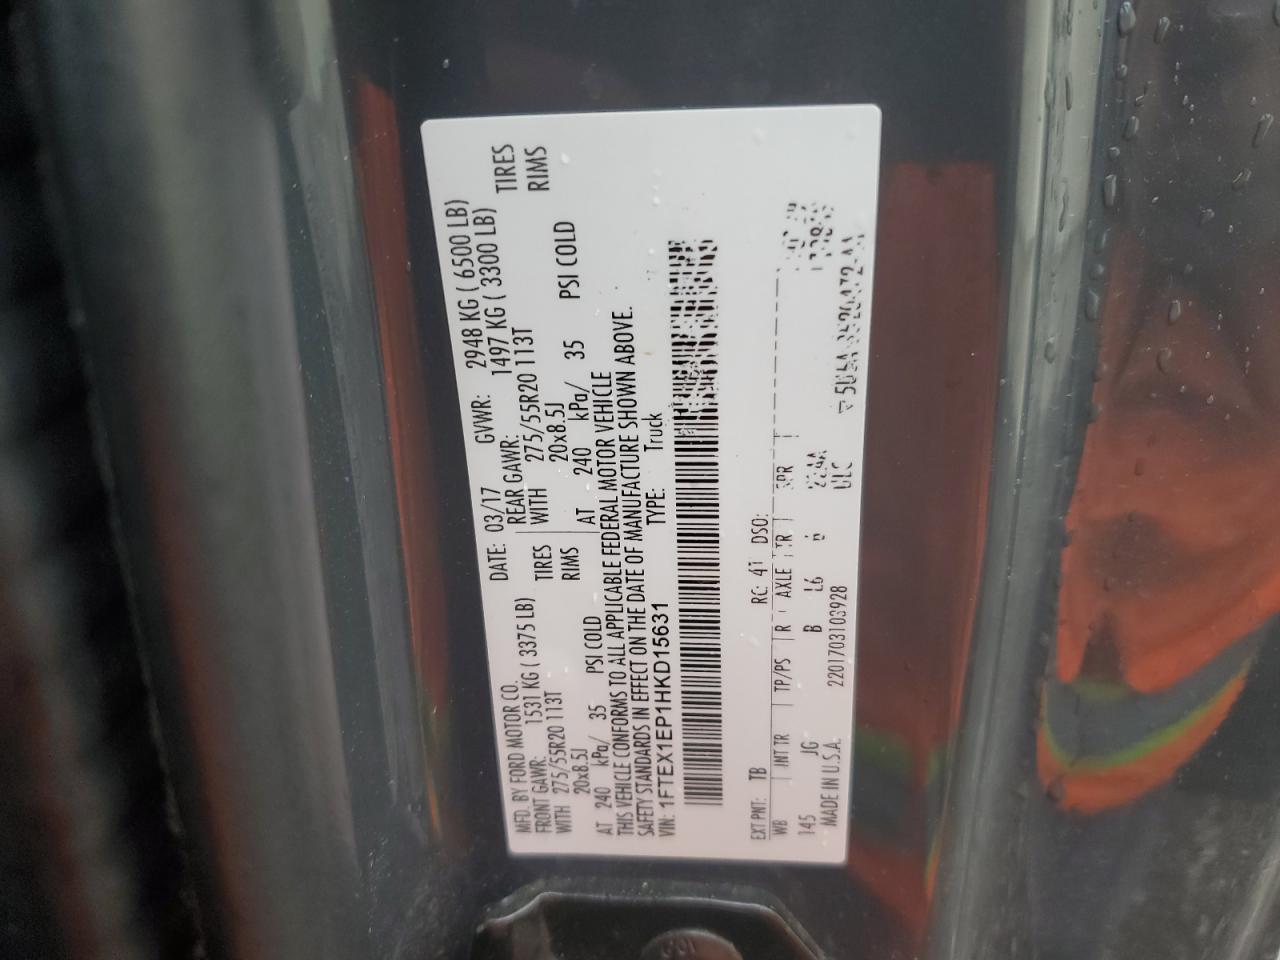 MFD. BY FORD MOTOR CO. DATE: 03/17 GVWR: 2948 KG ( 6500 LB)
FRONT GAWR: 1531 KG ( 3375 LB) REAR GAWR: 1497 KG ( 3300 LB)
WITH 275/55R20 113T TIRES WITH 275/55R20 113T TIRES
20x8.5J RIMS 20x8.5J RIMS
AT 240 kPa/ 35 PSI COLD AT 240 kPa/ 35 PSI COLD
THIS VEHICLE CONFORMS TO ALL APPLICABLE FEDERAL MOTOR VEHICLE
SAFETY STANDARDS IN EFFECT ON THE DATE OF MANUFACTURE SHOWN ABOVE.
VIN: 1FTEX1EP1HKD15631 TYPE: Truck
EXT PNT: TB RC: 41 DSO:
WB INT TR TP/PS R AXLE TR SPR
145 JG B L6
MADE IN U.S.A. 2201703103928 ULC